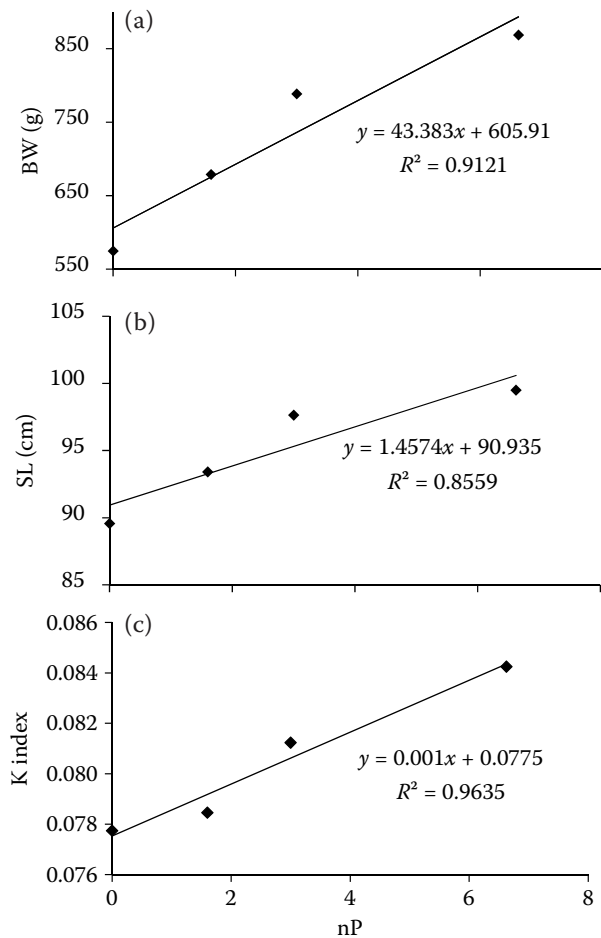 (a)
850
750
650
550
BW (g)
y = 43.383x + 605.91
R² = 0.9121
(b)
105
100
95
90
85
SL (cm)
y = 1.4574x + 90.935
R² = 0.8559
(c)
0.086
0.084
0.082
0.080
0.078
0.076
K index
y = 0.001x + 0.0775
R² = 0.9635
0 2 4 6 8
nP